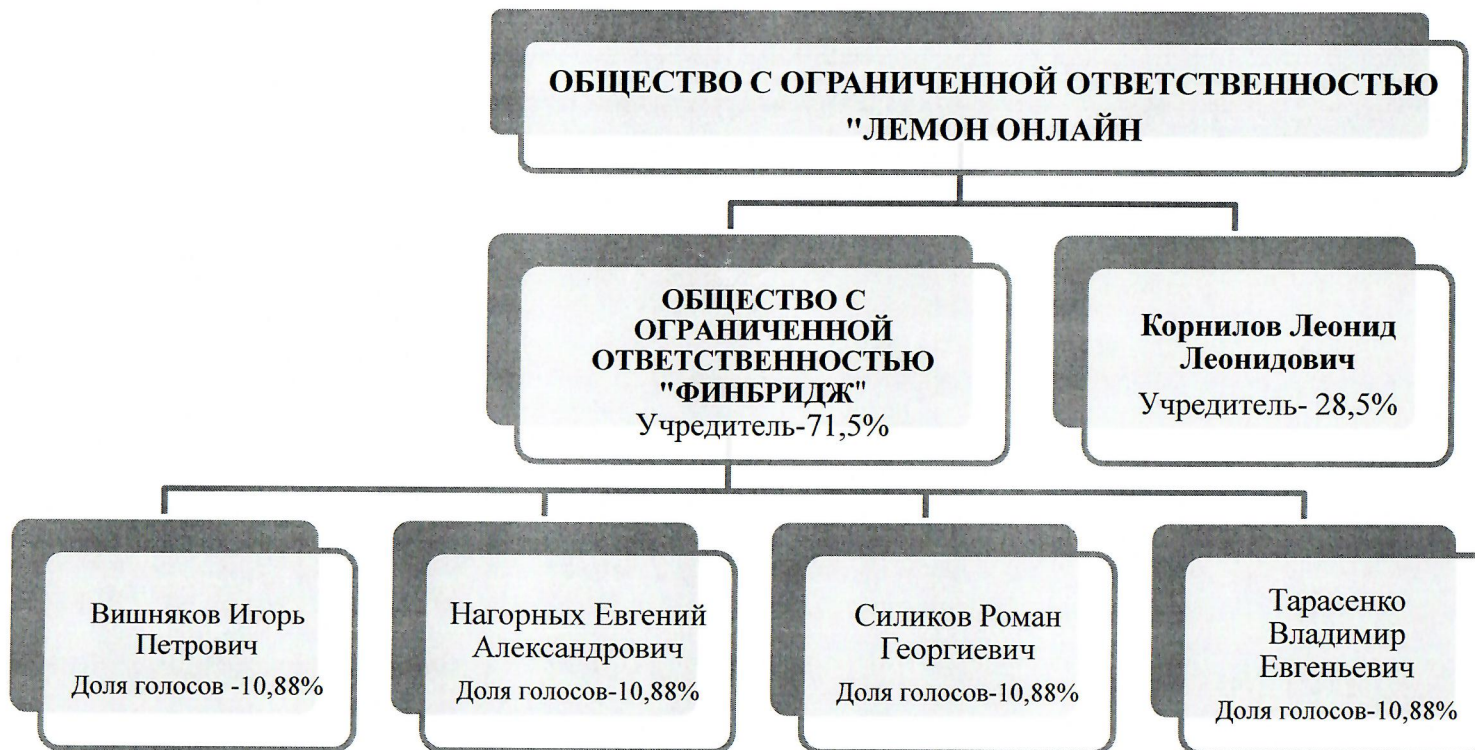 ОБЩЕСТВО С ОГРАНИЧЕННОЙ ОТВЕТСТВЕННОСТЬЮ
"ЛЕМОН ОНЛАЙН
ОБЩЕСТВО С
ОГРАНИЧЕННОЙ
ОТВЕТСТВЕННОСТЬЮ
"ФИНБРИДЖ"
Учредитель-71,5%
Корнилов Леонид
Леонидович
Учредитель- 28,5%
Вишняков Игорь
Петрович
Доля голосов -10,88%
Нагорных Евгений
Александрович
Доля голосов-10,88%
Силиков Роман
Георгиевич
Доля голосов-10,88%
Тарасенко
Владимир
Евгеньевич
Доля голосов-10,88%